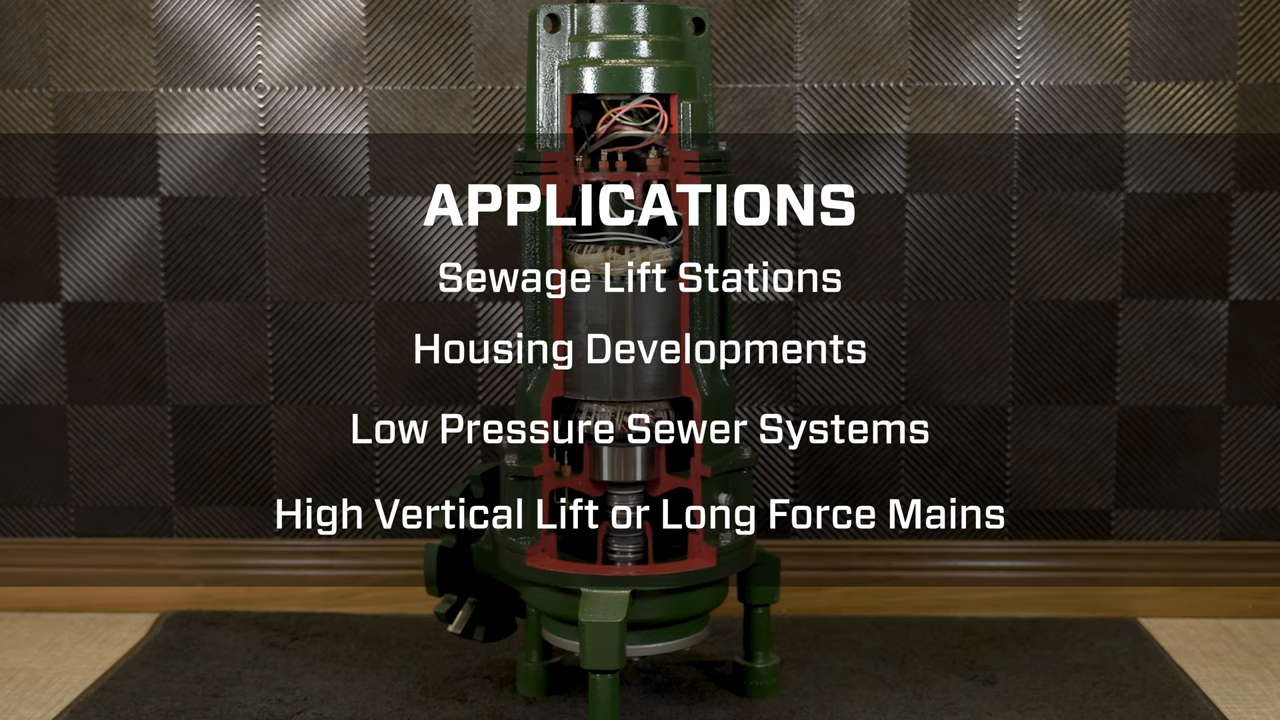 APPLICATIONS
Sewage Lift Stations
Housing Developments
Low Pressure Sewer Systems
High Vertical Lift or Long Force Mains